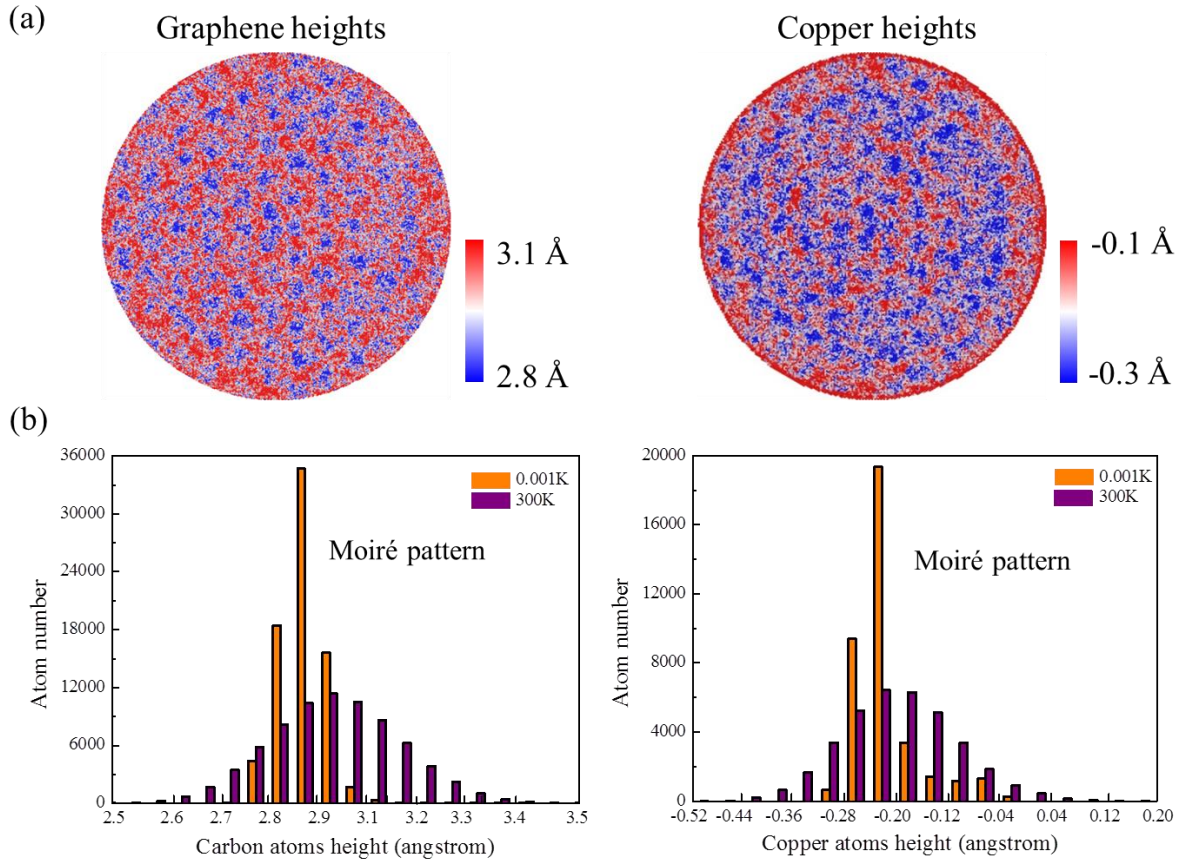 (a)
Graphene heights
Copper heights
3.1 Å
2.8 Å
-0.1 Å
-0.3 Å
(b)
36000
30000
24000
18000
12000
6000
0
Atom number
0.001K
300K
Moiré pattern
2.5 2.6 2.7 2.8 2.9 3.1 3.2 3.3 3.4 3.5
Carbon atoms height (angstrom)
20000
16000
12000
8000
4000
0
Atom number
0.001K
300K
Moiré pattern
-0.52 -0.44 -0.36 -0.28 -0.20 -0.12 -0.04 0.04 0.12 0.20
Copper atoms height (angstrom)